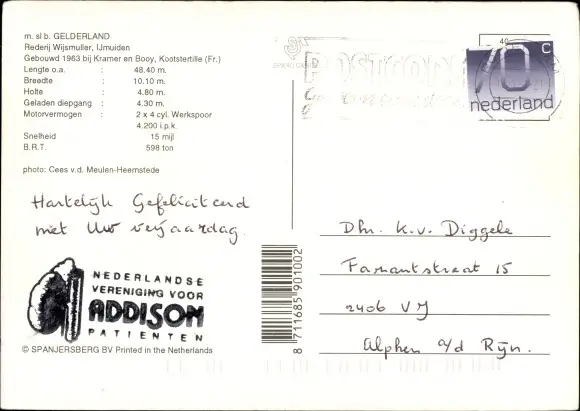 m. sl b. GELDERLAND
Rederij Wijsmuller, IJmuiden
Gebouwd 1963 bij Kramer en Booy, Kootstertille (Fr.)
Lengte o.a. : 48.40 m.
Breedte : 10.10 m.
Holte : 4.80 m.
Geladen diepgang : 4.30 m.
Motorvermogen : 2 x 4 cyl. Werkspoor
4.200 i.p.k.
Snelheid 15 mijl
B.R.T. 598 ton
photo: Cees v.d. Meulen-Heemstede
Hartelijk Gefeliciteerd
met Uw verjaardag.
NEDERLANDSE
VERENIGING VOOR
ADDISON
PATIENTEN
© SPANJERSBERG BV Printed in the Netherlands
8 711685 901002
40
70 c
nederland
Dhr. K.v. Diggele
Farmantstraat 15
2406 VJ
Alphen a/d Rijn.